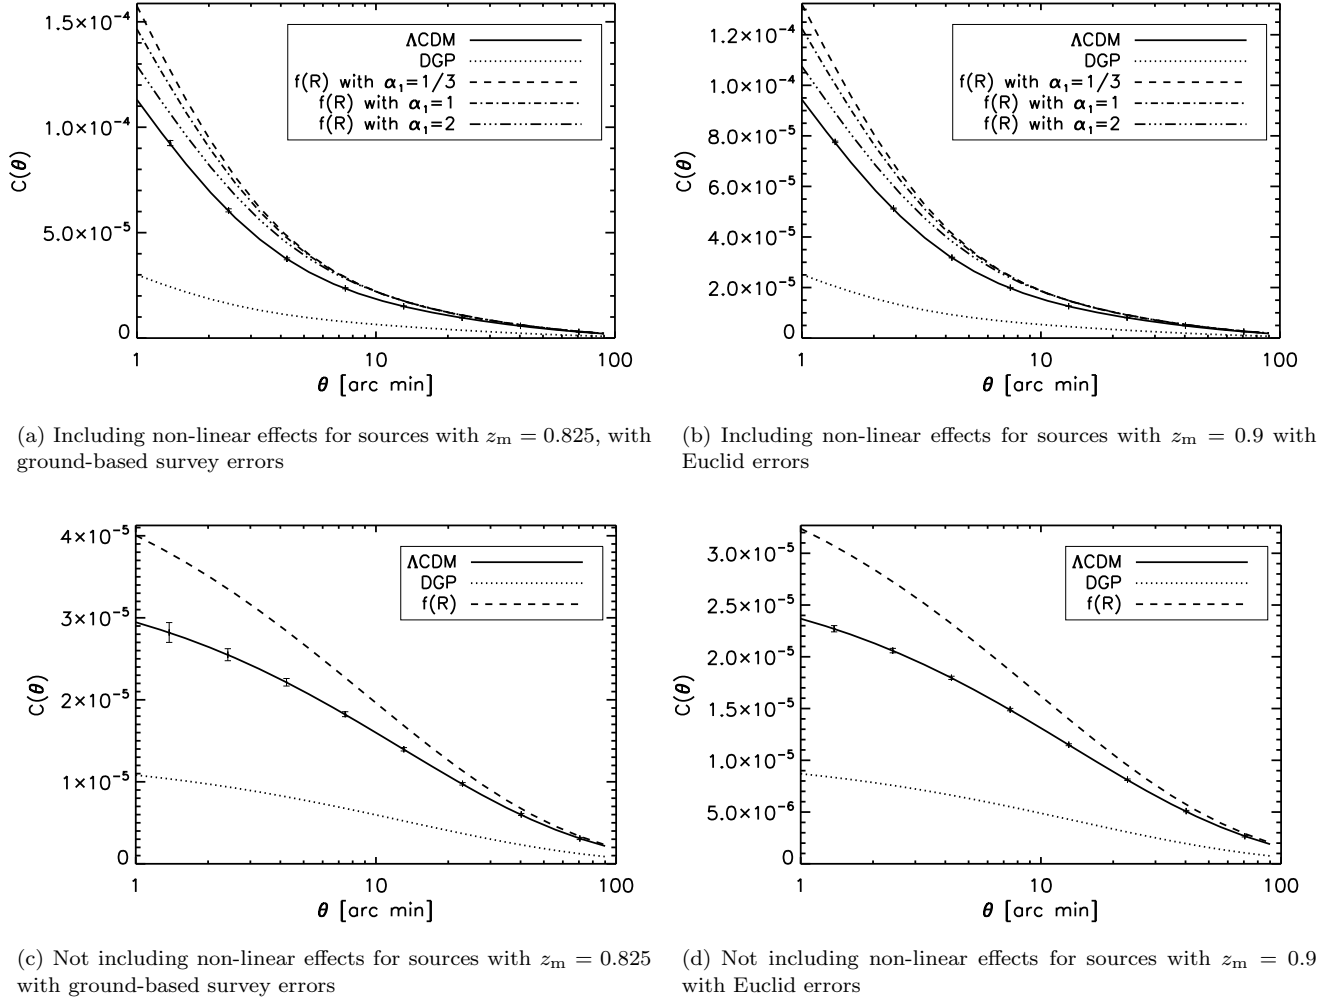 1.5×10⁻⁴
1.0×10⁻⁴
5.0×10⁻⁵
0
C(θ)
ΛCDM
DGP
f(R) with α₁=1/3
f(R) with α₁=1
f(R) with α₁=2
1 10 100
θ [arc min]
(a) Including non-linear effects for sources with zₘ = 0.825, with
ground-based survey errors
1.2×10⁻⁴
1.0×10⁻⁴
8.0×10⁻⁵
6.0×10⁻⁵
4.0×10⁻⁵
2.0×10⁻⁵
0
C(θ)
ΛCDM
DGP
f(R) with α₁=1/3
f(R) with α₁=1
f(R) with α₁=2
1 10 100
θ [arc min]
(b) Including non-linear effects for sources with zₘ = 0.9 with
Euclid errors
4×10⁻⁵
3×10⁻⁵
2×10⁻⁵
1×10⁻⁵
0
C(θ)
ΛCDM
DGP
f(R)
1 10 100
θ [arc min]
(c) Not including non-linear effects for sources with zₘ = 0.825
with ground-based survey errors
3.0×10⁻⁵
2.5×10⁻⁵
2.0×10⁻⁵
1.5×10⁻⁵
1.0×10⁻⁵
5.0×10⁻⁶
0
C(θ)
ΛCDM
DGP
f(R)
1 10 100
θ [arc min]
(d) Not including non-linear effects for sources with zₘ = 0.9
with Euclid errors